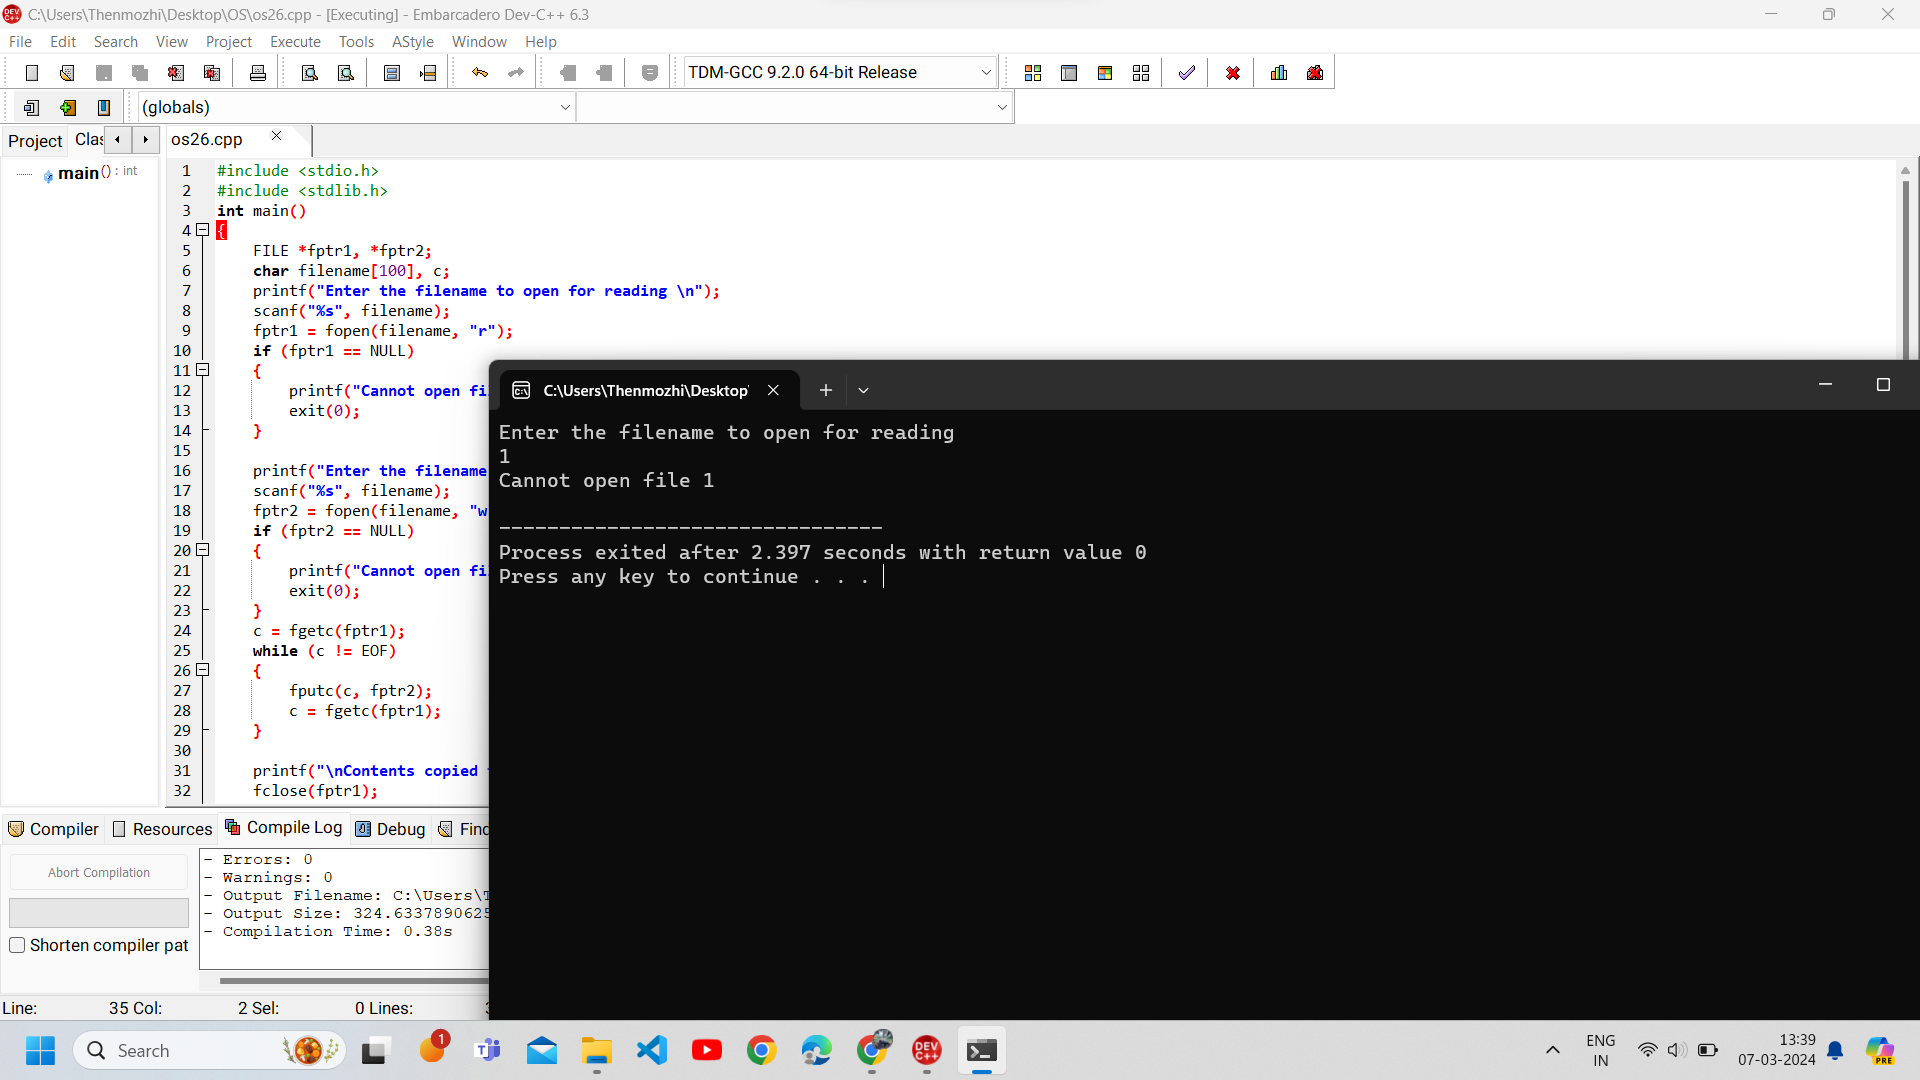 C:\Users\Thenmozhi\Desktop\OS\os26.cpp - [Executing] - Embarcadero Dev-C++ 6.3
File Edit Search View Project Execute Tools AStyle Window Help
TDM-GCC 9.2.0 64-bit Release
(globals)
Project Clas os26.cpp
main() : int
1 #include <stdio.h>
2 #include <stdlib.h>
3 int main()
4 {
5 FILE *fptr1, *fptr2;
6 char filename[100], c;
7 printf("Enter the filename to open for reading \n");
8 scanf("%s", filename);
9 fptr1 = fopen(filename, "r");
10 if (fptr1 == NULL)
11 {
12 printf("Cannot open fi
13 exit(0);
14 }
15
16 printf("Enter the filename
17 scanf("%s", filename);
18 fptr2 = fopen(filename, "w
19 if (fptr2 == NULL)
20 {
21 printf("Cannot open fi
22 exit(0);
23 }
24 c = fgetc(fptr1);
25 while (c != EOF)
26 {
27 fputc(c, fptr2);
28 c = fgetc(fptr1);
29 }
30
31 printf("\nContents copied
32 fclose(fptr1);
C:\Users\Thenmozhi\Desktop\
Enter the filename to open for reading
1
Cannot open file 1
--------------------------------
Process exited after 2.397 seconds with return value 0
Press any key to continue . . .
Compiler Resources Compile Log Debug Find
Abort Compilation
Shorten compiler pat
- Errors: 0
- Warnings: 0
- Output Filename: C:\Users\T
- Output Size: 324.6337890625
- Compilation Time: 0.38s
Line: 35 Col: 2 Sel: 0 Lines:
Search
1
DEV C++
ENG
IN
13:39
07-03-2024
PRE